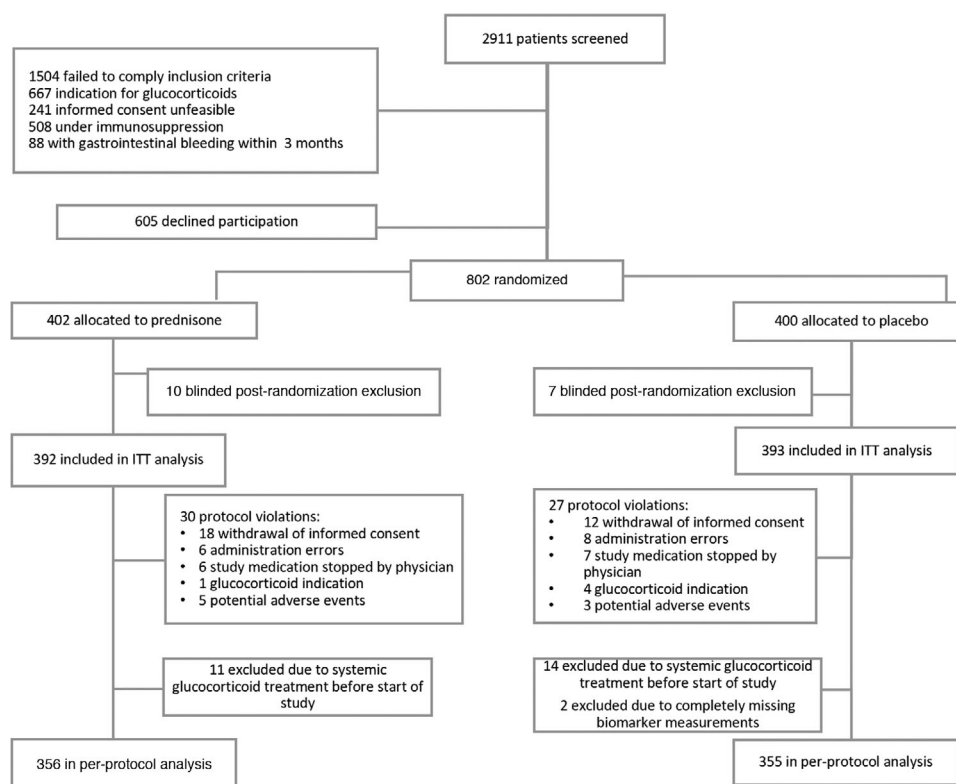 2911 patients screened
1504 failed to comply inclusion criteria
667 indication for glucocorticoids
241 informed consent unfeasible
508 under immunosuppression
88 with gastrointestinal bleeding within 3 months
605 declined participation
802 randomized
402 allocated to prednisone
400 allocated to placebo
10 blinded post-randomization exclusion
7 blinded post-randomization exclusion
392 included in ITT analysis
393 included in ITT analysis
30 protocol violations:
• 18 withdrawal of informed consent
• 6 administration errors
• 6 study medication stopped by physician
• 1 glucocorticoid indication
• 5 potential adverse events
27 protocol violations:
• 12 withdrawal of informed consent
• 8 administration errors
• 7 study medication stopped by
physician
• 4 glucocorticoid indication
• 3 potential adverse events
11 excluded due to systemic
glucocorticoid treatment before start of
study
14 excluded due to systemic glucocorticoid
treatment before start of study
2 excluded due to completely missing
biomarker measurements
356 in per-protocol analysis
355 in per-protocol analysis